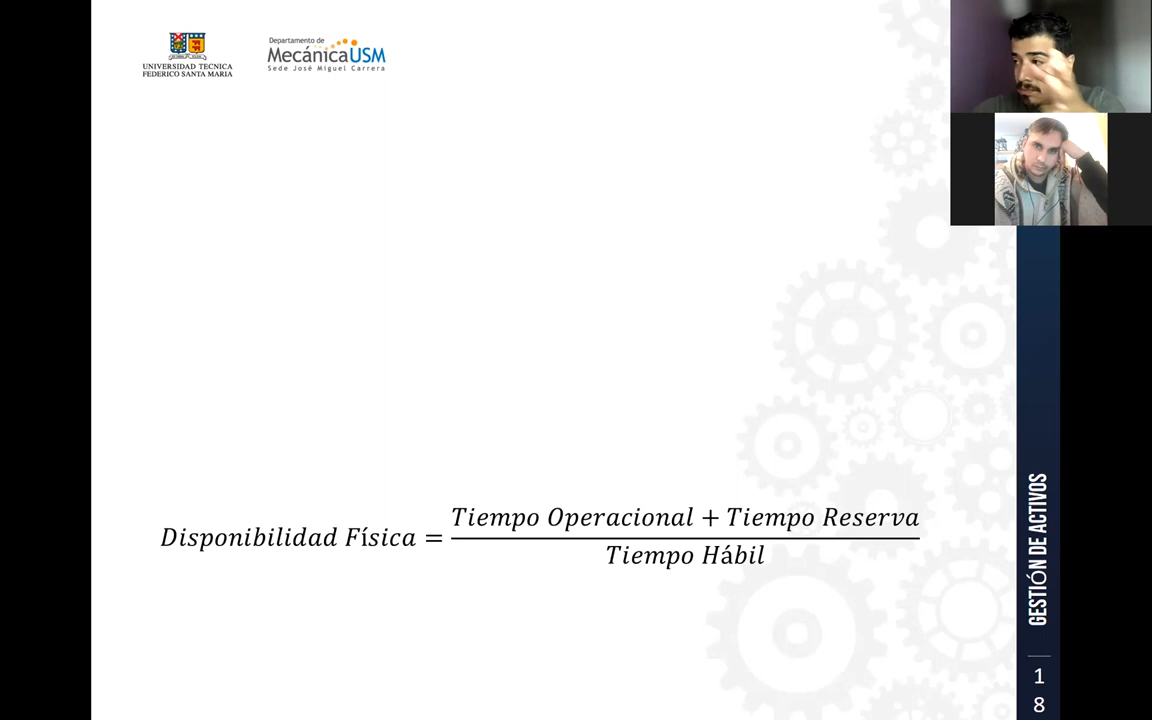 UNIVERSIDAD TECNICA
FEDERICO SANTA MARIA
Departamento de
MecánicaUSM
Sede José Miguel Carrera
Disponibilidad Física = (Tiempo Operacional + Tiempo Reserva) / Tiempo Hábil
GESTIÓN DE ACTIVOS
1
8